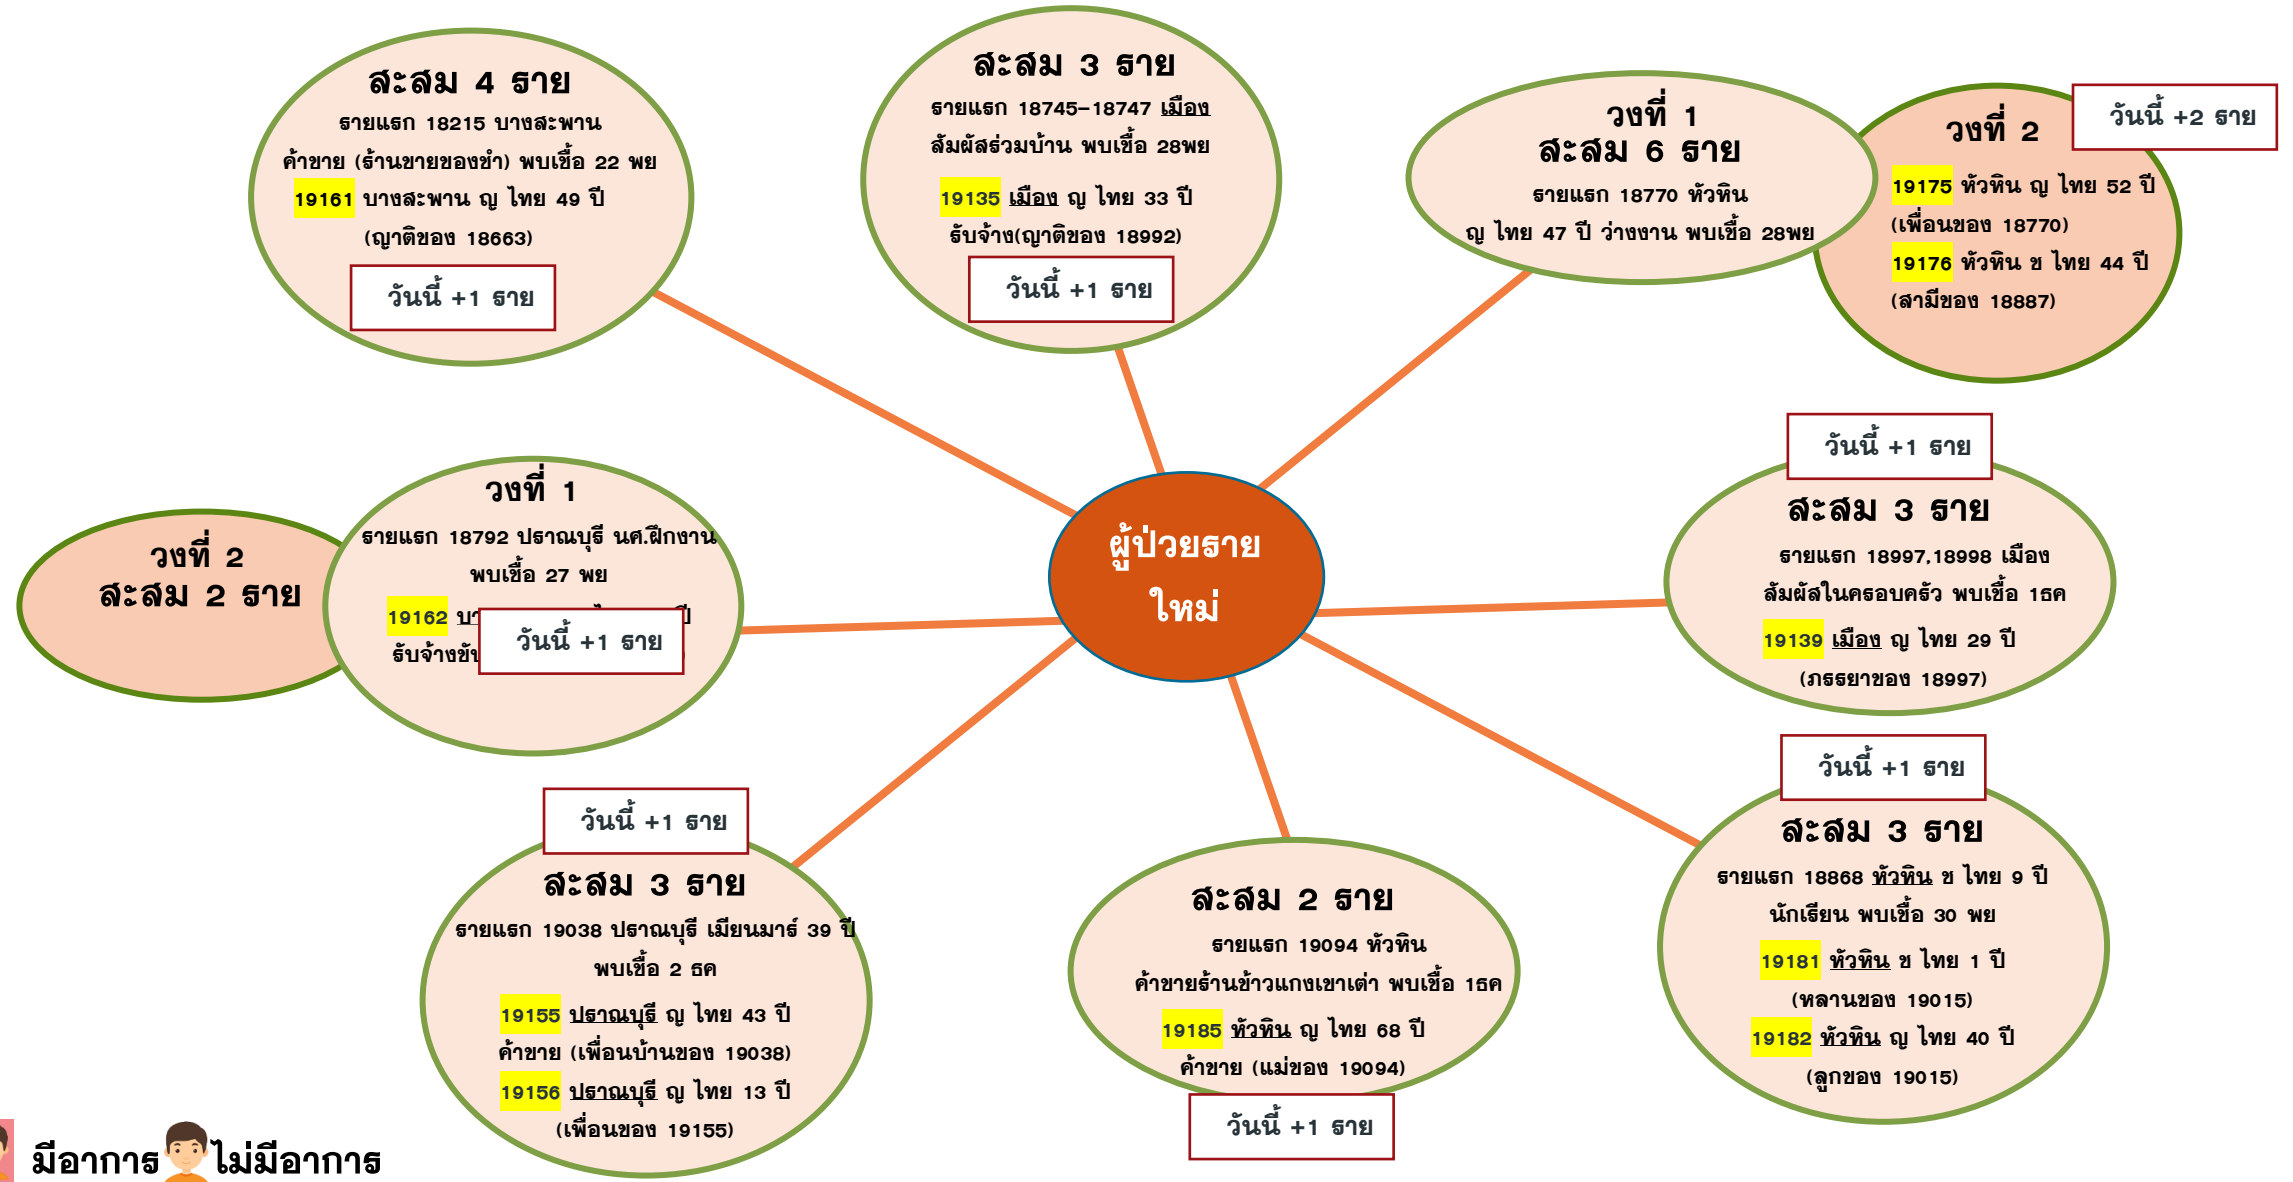 สะสม 4 ราย
รายแรก 18215 บางสะพาน
ค้าขาย (ร้านขายของชำ) พบเชื้อ 22 พย
19161 บางสะพาน ญ ไทย 49 ปี
(ญาติของ 18663)
วันนี้ +1 ราย
สะสม 3 ราย
รายแรก 18745-18747 เมือง
สัมผัสร่วมบ้าน พบเชื้อ 28พย
19135 เมือง ญ ไทย 33 ปี
รับจ้าง(ญาติของ 18992)
วันนี้ +1 ราย
วงที่ 1
สะสม 6 ราย
รายแรก 18770 หัวหิน
ญ ไทย 47 ปี ว่างงาน พบเชื้อ 28พย
วงที่ 2
วันนี้ +2 ราย
19175 หัวหิน ญ ไทย 52 ปี
(เพื่อนของ 18770)
19176 หัวหิน ช ไทย 44 ปี
(สามีของ 18887)
วงที่ 2
สะสม 2 ราย
วงที่ 1
รายแรก 18792 ปราณบุรี นศ.ฝึกงาน
พบเชื้อ 27 พย
19162
รับจ้างขับ
วันนี้ +1 ราย
ผู้ป่วยราย
ใหม่
วันนี้ +1 ราย
สะสม 3 ราย
รายแรก 18997,18998 เมือง
สัมผัสในครอบครัว พบเชื้อ 1ธค
19139 เมือง ญ ไทย 29 ปี
(ภรรยาของ 18997)
วันนี้ +1 ราย
สะสม 3 ราย
รายแรก 19038 ปราณบุรี เมียนมาร์ 39 ปี
พบเชื้อ 2 ธค
19155 ปราณบุรี ญ ไทย 43 ปี
ค้าขาย (เพื่อนบ้านของ 19038)
19156 ปราณบุรี ญ ไทย 13 ปี
(เพื่อนของ 19155)
สะสม 2 ราย
รายแรก 19094 หัวหิน
ค้าขายร้านข้าวแกงเขาเต่า พบเชื้อ 1ธค
19185 หัวหิน ญ ไทย 68 ปี
ค้าขาย (แม่ของ 19094)
วันนี้ +1 ราย
วันนี้ +1 ราย
สะสม 3 ราย
รายแรก 18868 หัวหิน ช ไทย 9 ปี
นักเรียน พบเชื้อ 30 พย
19181 หัวหิน ช ไทย 1 ปี
(หลานของ 19015)
19182 หัวหิน ญ ไทย 40 ปี
(ลูกของ 19015)
มีอาการ ไม่มีอาการ